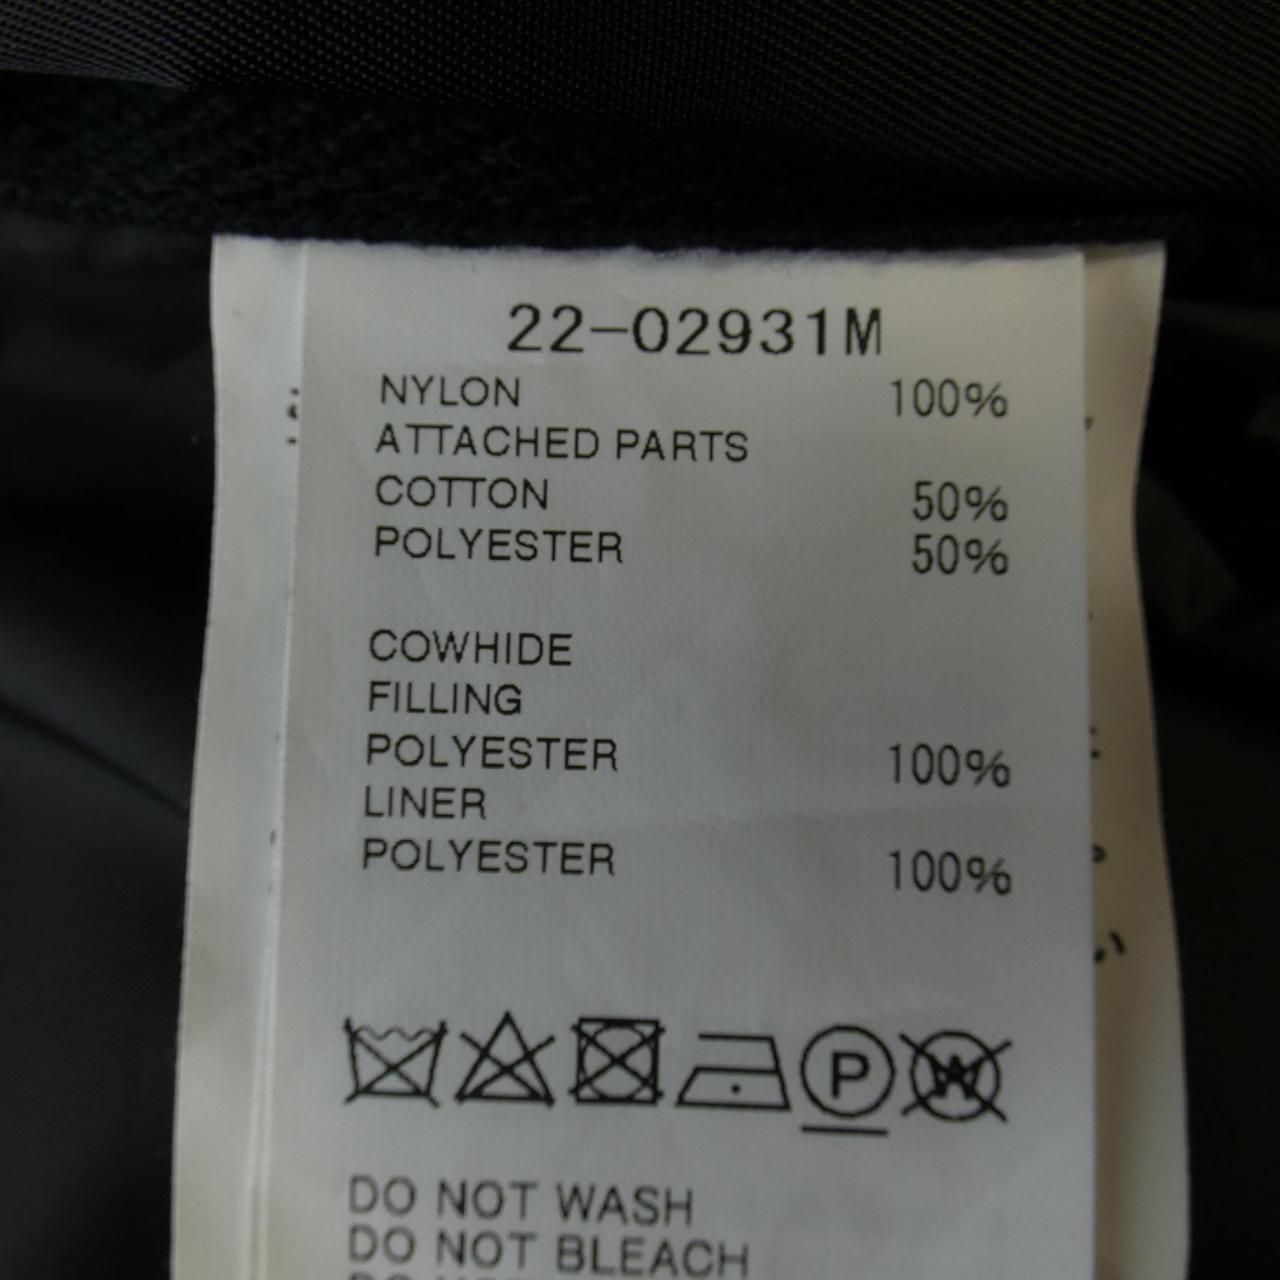 22-02931M
NYLON 100%
ATTACHED PARTS
COTTON 50%
POLYESTER 50%
COWHIDE
FILLING
POLYESTER 100%
LINER
POLYESTER 100%
P W
DO NOT WASH
DO NOT BLEACH